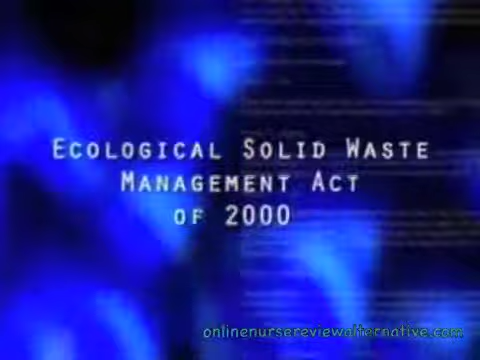 Ecological Solid Waste
Management Act
of 2000
onlinenursereviewalternative.com